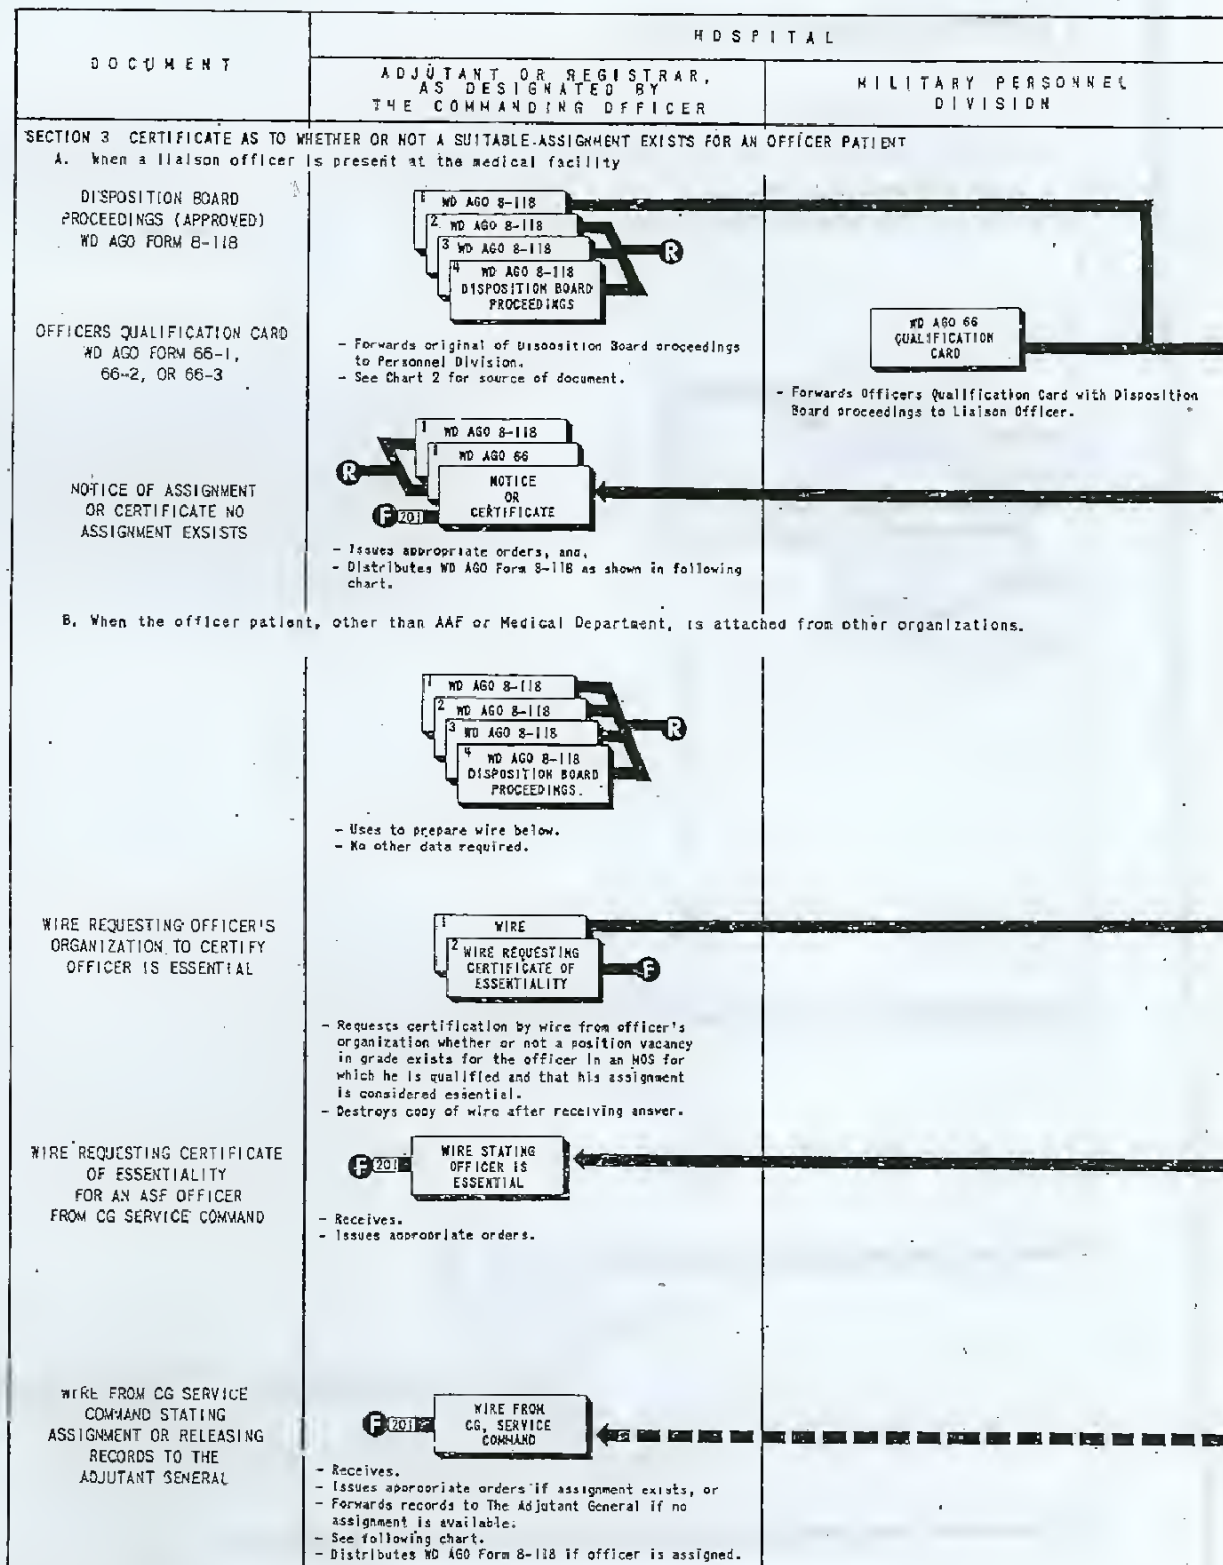 HOSPITAL
DOCUMENT
ADJUTANT OR REGISTRAR,
AS DESIGNATED BY
THE COMMANDING OFFICER
MILITARY PERSONNEL
DIVISION
SECTION 3 CERTIFICATE AS TO WHETHER OR NOT A SUITABLE ASSIGNMENT EXISTS FOR AN OFFICER PATIENT
A. When a liaison officer is present at the medical facility
DISPOSITION BOARD
PROCEEDINGS (APPROVED)
WD AGO FORM 8-118
1 WD AGO 8-118
2 WD AGO 8-118
3 WD AGO 8-118
4 WD AGO 8-118
DISPOSITION BOARD
PROCEEDINGS
R
- Forwards original of Disposition Board proceedings
to Personnel Division.
- See Chart 2 for source of document.
OFFICERS QUALIFICATION CARD
WD AGO FORM 66-1,
66-2, OR 66-3
WD AGO 66
QUALIFICATION
CARD
- Forwards Officers Qualification Card with Disposition
Board proceedings to Liaison Officer.
NOTICE OF ASSIGNMENT
OR CERTIFICATE NO
ASSIGNMENT EXSISTS
1 WD AGO 8-118
1 WD AGO 66
NOTICE
OR
CERTIFICATE
R
F 201
- Issues appropriate orders, and,
- Distributes WD AGO Form 8-118 as shown in following
chart.
B. When the officer patient, other than AAF or Medical Department, is attached from other organizations.
1 WD AGO 8-118
2 WD AGO 8-118
3 WD AGO 8-118
4 WD AGO 8-118
DISPOSITION BOARD
PROCEEDINGS.
R
- Uses to prepare wire below.
- No other data required.
WIRE REQUESTING OFFICER'S
ORGANIZATION TO CERTIFY
OFFICER IS ESSENTIAL
1 WIRE
2 WIRE REQUESTING
CERTIFICATE OF
ESSENTIALITY
F
- Requests certification by wire from officer's
organization whether or not a position vacancy
in grade exists for the officer in an MOS for
which he is qualified and that his assignment
is considered essential.
- Destroys copy of wire after receiving answer.
WIRE REQUESTING CERTIFICATE
OF ESSENTIALITY
FOR AN ASF OFFICER
FROM CG SERVICE COMMAND
F 201
WIRE STATING
OFFICER IS
ESSENTIAL
- Receives.
- Issues appropriate orders.
WIRE FROM CG SERVICE
COMMAND STATING
ASSIGNMENT OR RELEASING
RECORDS TO THE
ADJUTANT GENERAL
F 201
WIRE FROM
CG, SERVICE
COMMAND
- Receives.
- Issues appropriate orders if assignment exists, or
- Forwards records to The Adjutant General if no
assignment is available.
- See following chart.
- Distributes WD AGO Form 8-118 if officer is assigned.